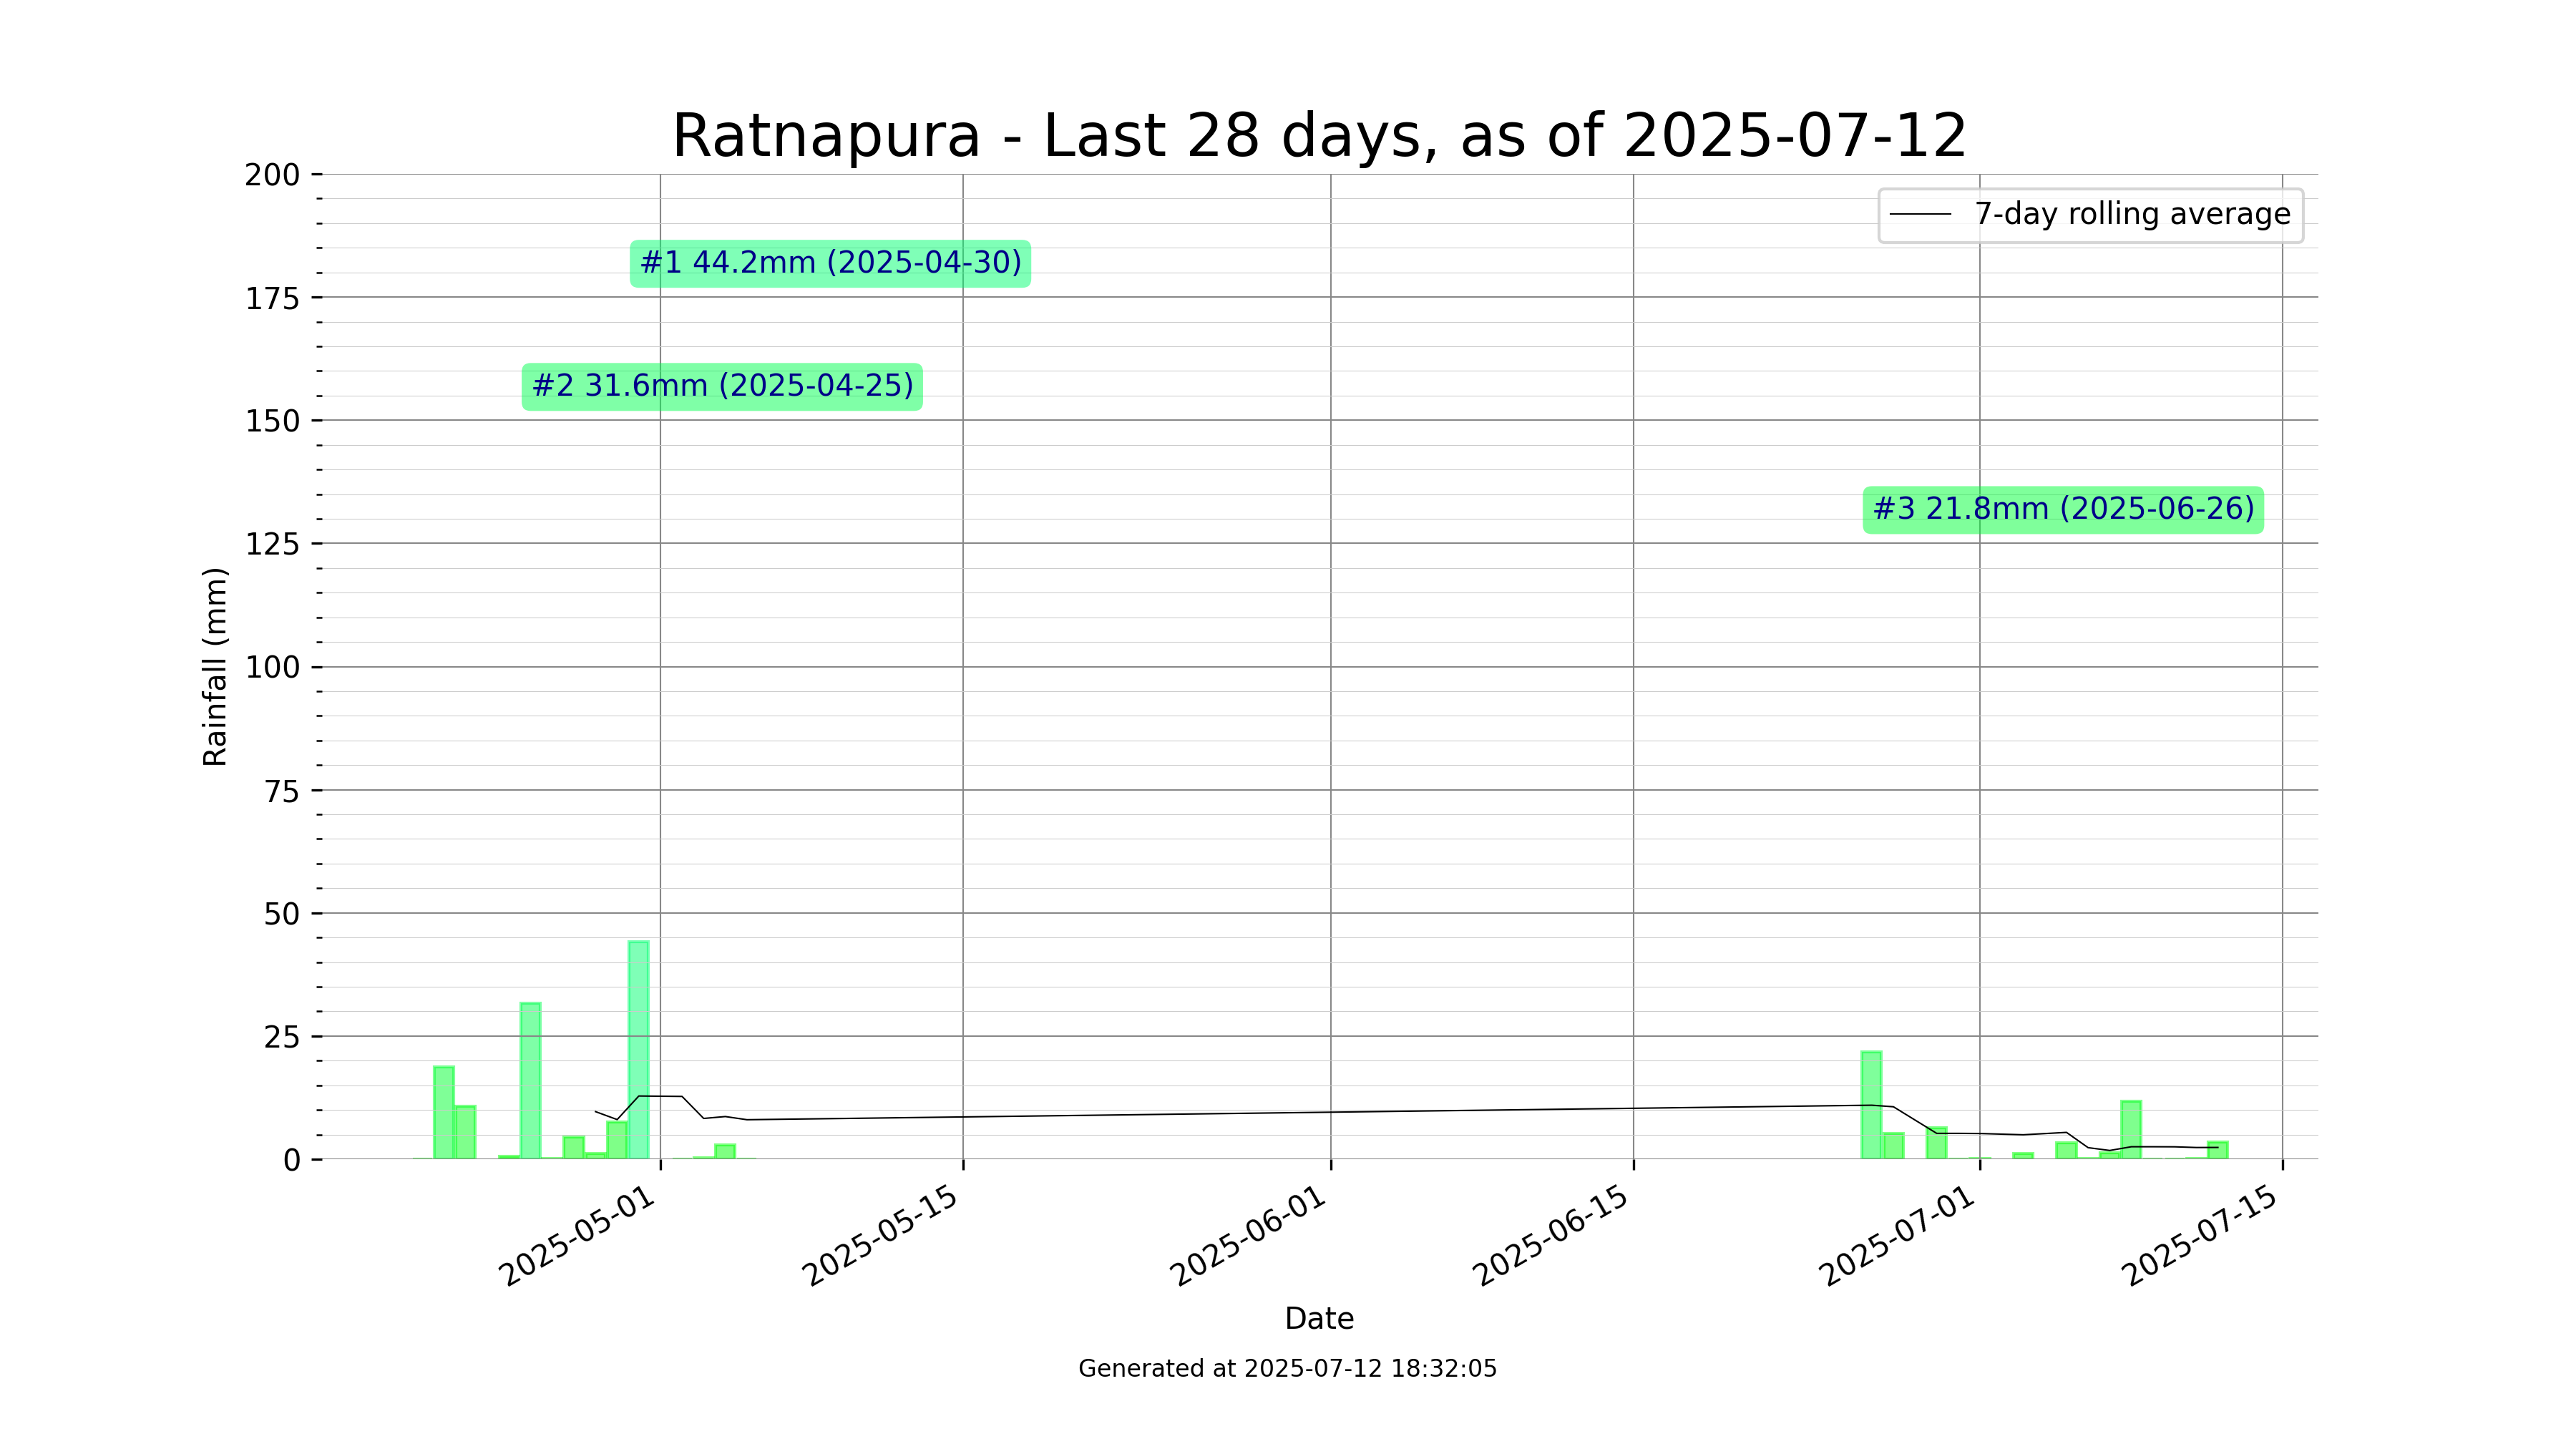 Ratnapura - Last 28 days, as of 2025-07-12
200
175
150
125
100
75
50
25
0
Rainfall (mm)
7-day rolling average
#1 44.2mm (2025-04-30)
#2 31.6mm (2025-04-25)
#3 21.8mm (2025-06-26)
2025-05-01
2025-05-15
2025-06-01
2025-06-15
2025-07-01
2025-07-15
Date
Generated at 2025-07-12 18:32:05